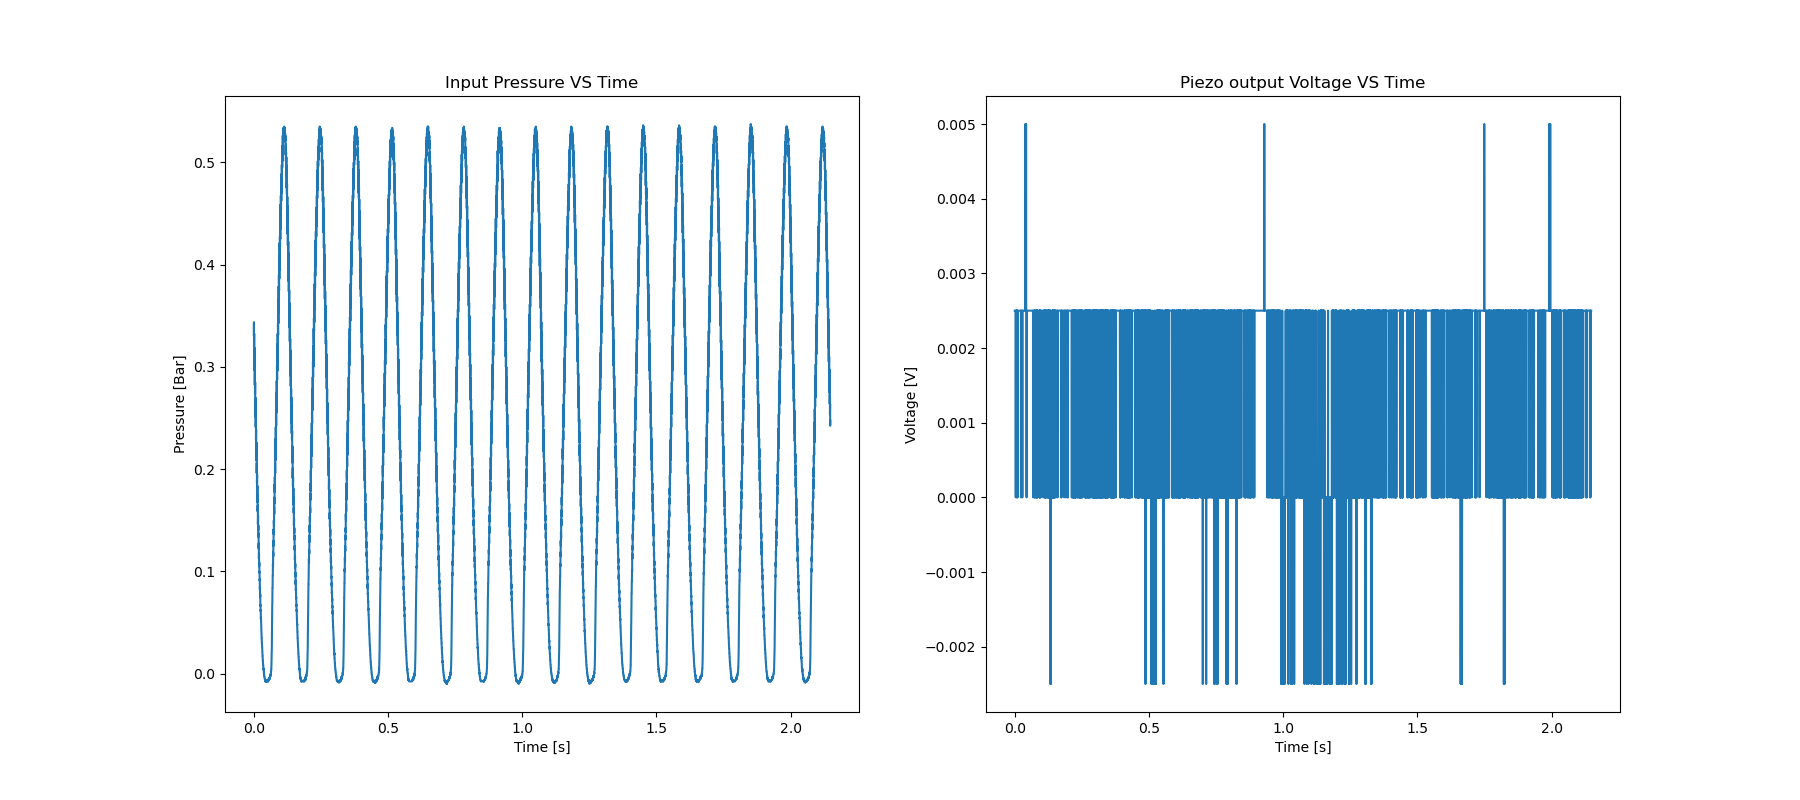 Input Pressure VS Time
Pressure [Bar]
0.5
0.4
0.3
0.2
0.1
0.0
0.0 0.5 1.0 1.5 2.0
Time [s]
Piezo output Voltage VS Time
Voltage [V]
0.005
0.004
0.003
0.002
0.001
0.000
−0.001
−0.002
0.0 0.5 1.0 1.5 2.0
Time [s]